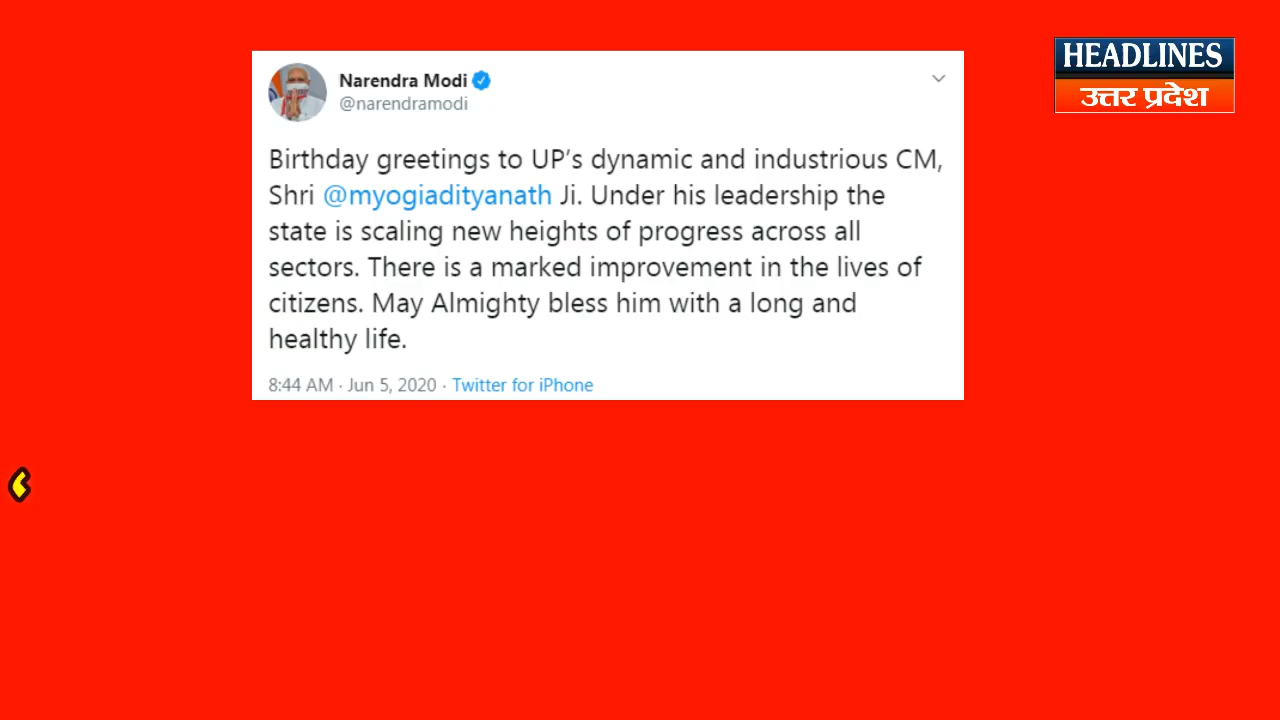 Narendra Modi
@narendramodi
Birthday greetings to UP's dynamic and industrious CM,
Shri @myogiadityanath Ji. Under his leadership the
state is scaling new heights of progress across all
sectors. There is a marked improvement in the lives of
citizens. May Almighty bless him with a long and
healthy life.
8:44 AM · Jun 5, 2020 · Twitter for iPhone
HEADLINES
उत्तर प्रदेश